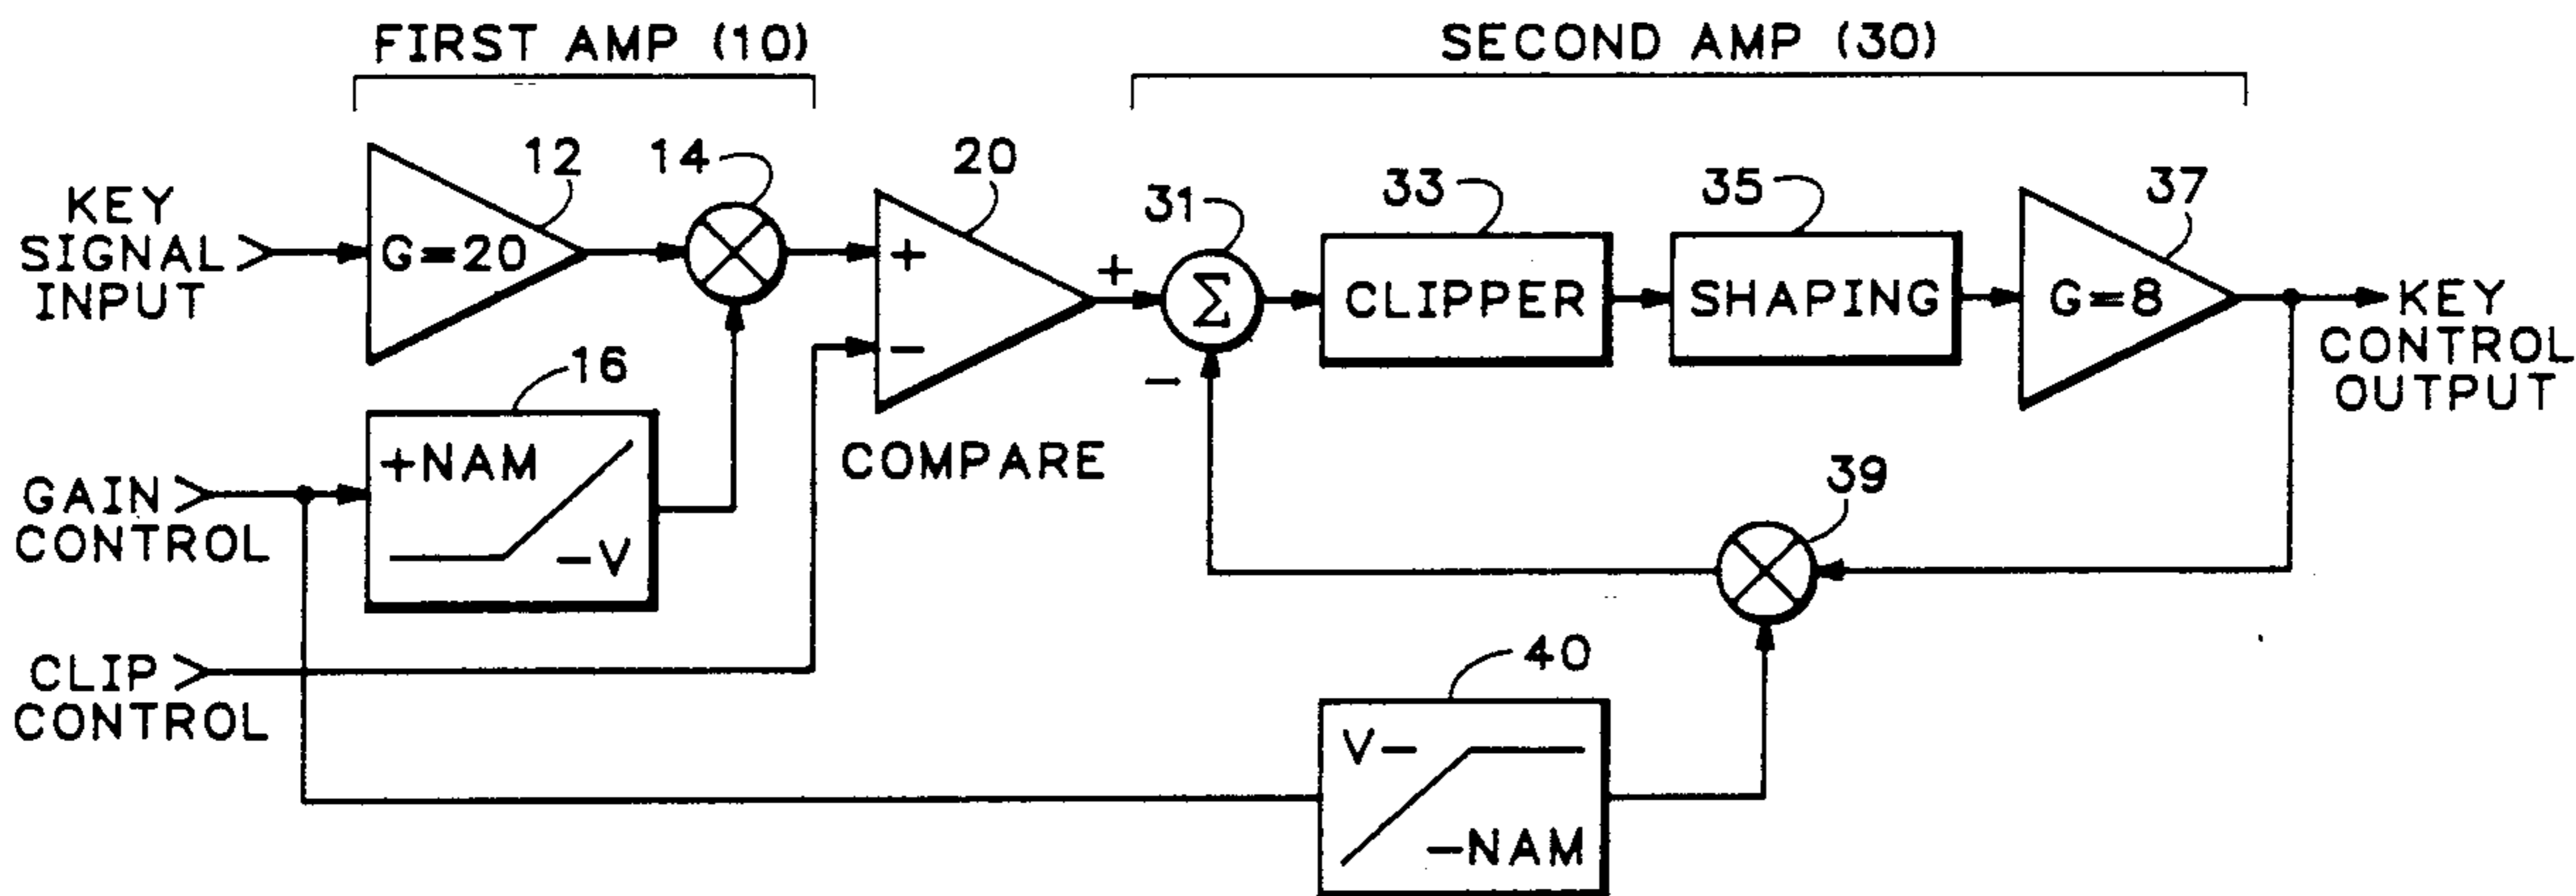 FIRST AMP (10)
SECOND AMP (30)
12
14
20
31
33
35
37
KEY
SIGNAL
INPUT
G=20
+
-
+
-
Σ
CLIPPER
SHAPING
G=8
KEY
CONTROL
OUTPUT
16
+NAM
-V
COMPARE
GAIN
CONTROL
39
CLIP
CONTROL
40
V-
-NAM